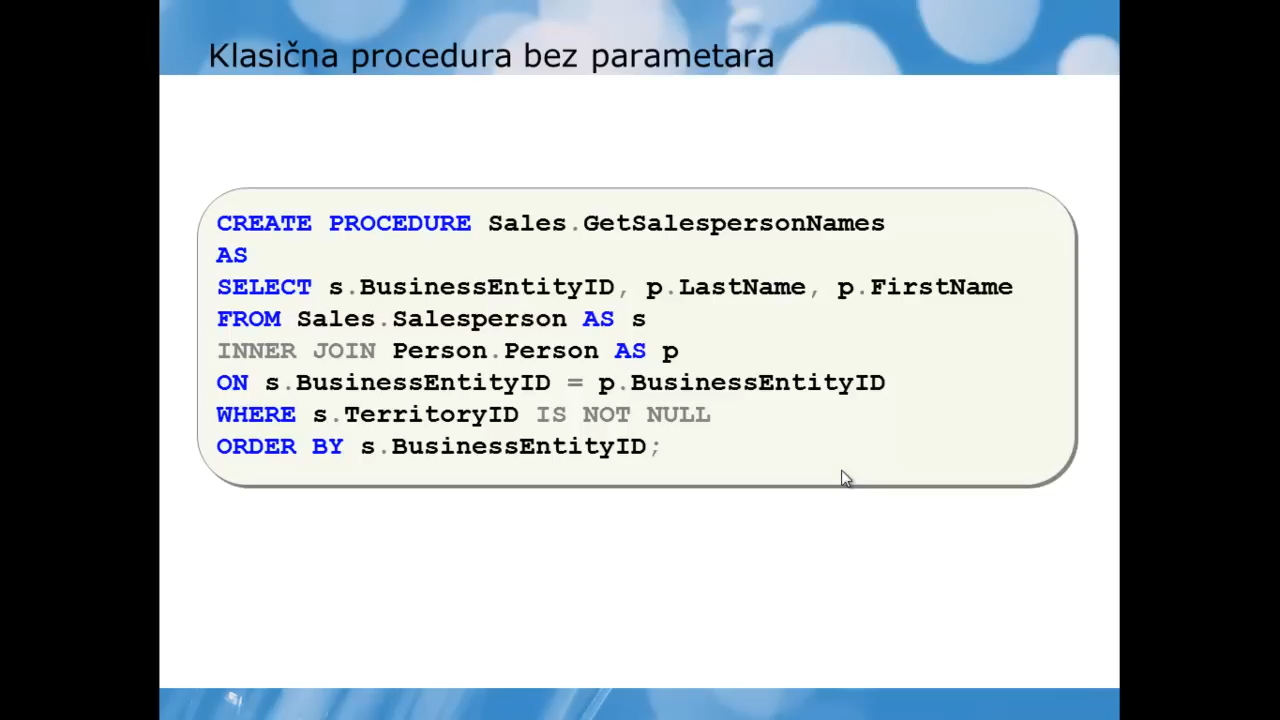 Klasična procedura bez parametara
CREATE PROCEDURE Sales.GetSalespersonNames
AS
SELECT s.BusinessEntityID, p.LastName, p.FirstName
FROM Sales.Salesperson AS s
INNER JOIN Person.Person AS p
ON s.BusinessEntityID = p.BusinessEntityID
WHERE s.TerritoryID IS NOT NULL
ORDER BY s.BusinessEntityID;